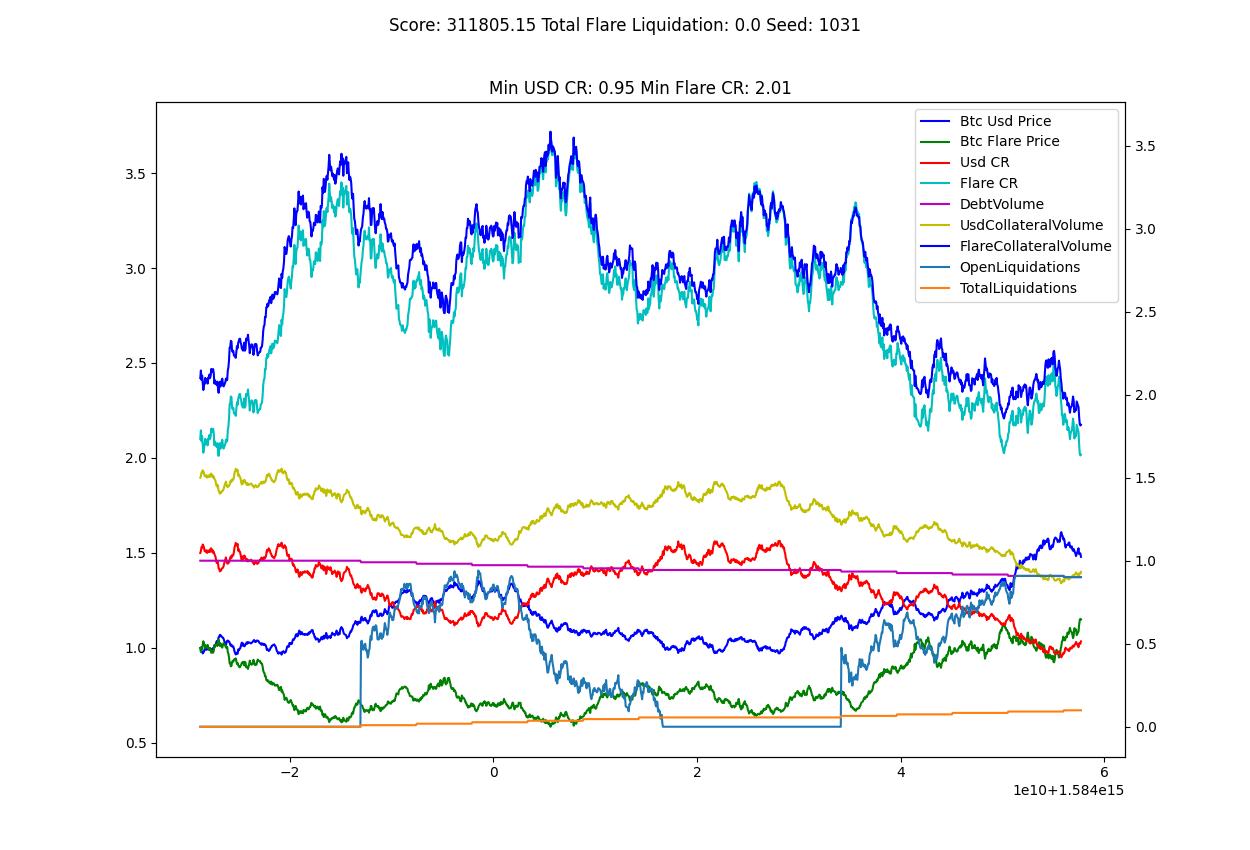 Score: 311805.15 Total Flare Liquidation: 0.0 Seed: 1031
Min USD CR: 0.95 Min Flare CR: 2.01
Btc Usd Price
Btc Flare Price
Usd CR
Flare CR
DebtVolume
UsdCollateralVolume
FlareCollateralVolume
OpenLiquidations
TotalLiquidations
3.5
3.0
2.5
2.0
1.5
1.0
0.5
3.5
3.0
2.5
2.0
1.5
1.0
0.5
0.0
−2
0
2
4
6
1e10+1.584e15